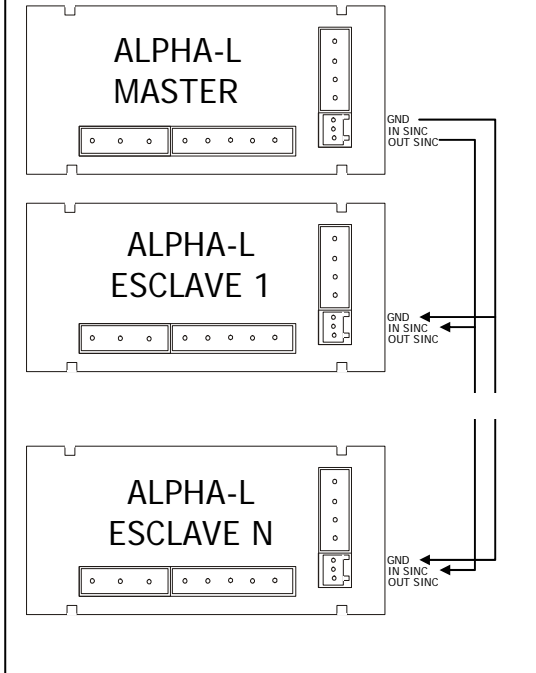 ALPHA-L
MASTER
GND
IN SINC
OUT SINC
ALPHA-L
ESCLAVE 1
GND
IN SINC
OUT SINC
ALPHA-L
ESCLAVE N
GND
IN SINC
OUT SINC